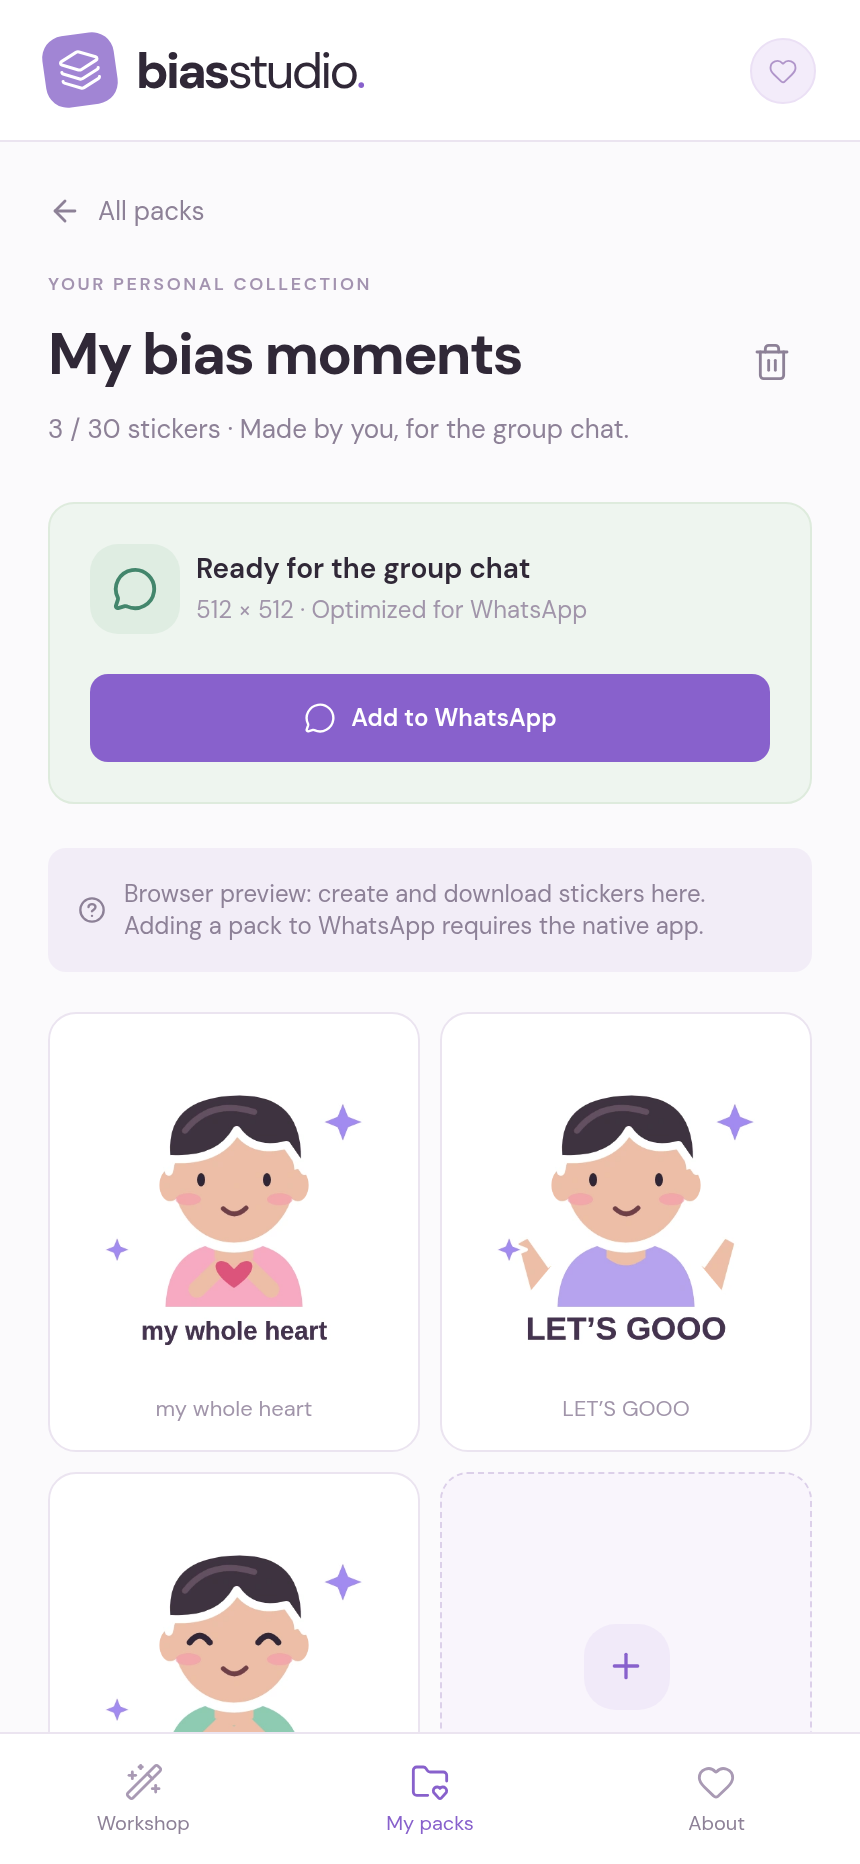 biasstudio.
All packs
YOUR PERSONAL COLLECTION
My bias moments
3 / 30 stickers · Made by you, for the group chat.
Ready for the group chat
512 × 512 · Optimized for WhatsApp
Add to WhatsApp
Browser preview: create and download stickers here.
Adding a pack to WhatsApp requires the native app.
my whole heart
LET’S GOOO
my whole heart
LET’S GOOO
Workshop
My packs
About